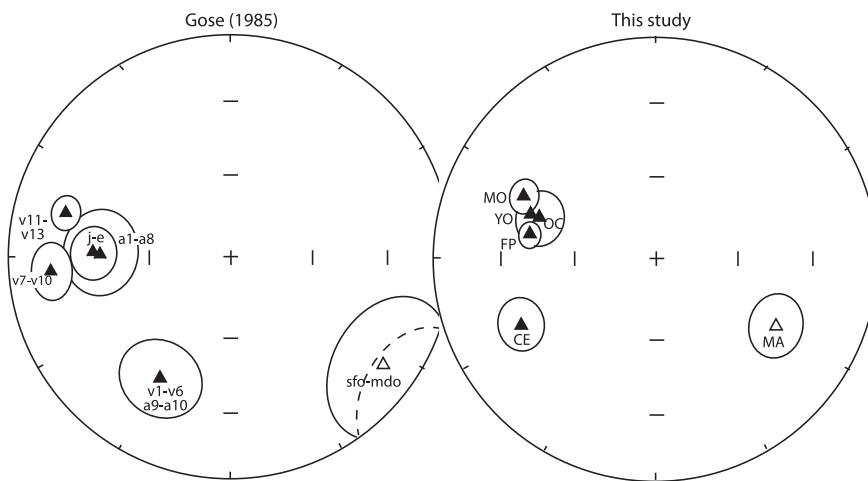 Gose (1985)
v11-
v13
j-e
a1-a8
v7-v10
v1-v6
a9-a10
sfo-mdo
This study
MO
YO
OC
FP
CE
MA